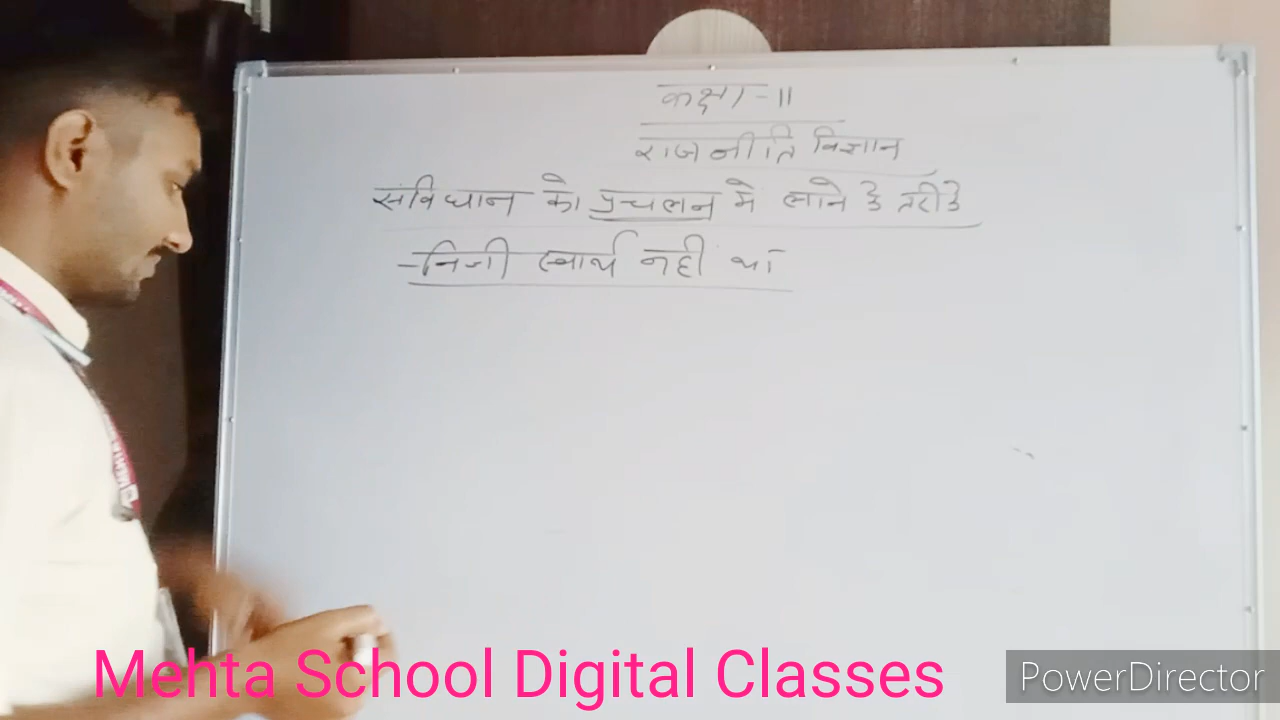 कक्षा-11
राजनीति विज्ञान
संविधान को प्रचलन मे लाने के तरीके
-निजी स्वार्थ नही था
Mehta School Digital Classes
PowerDirector